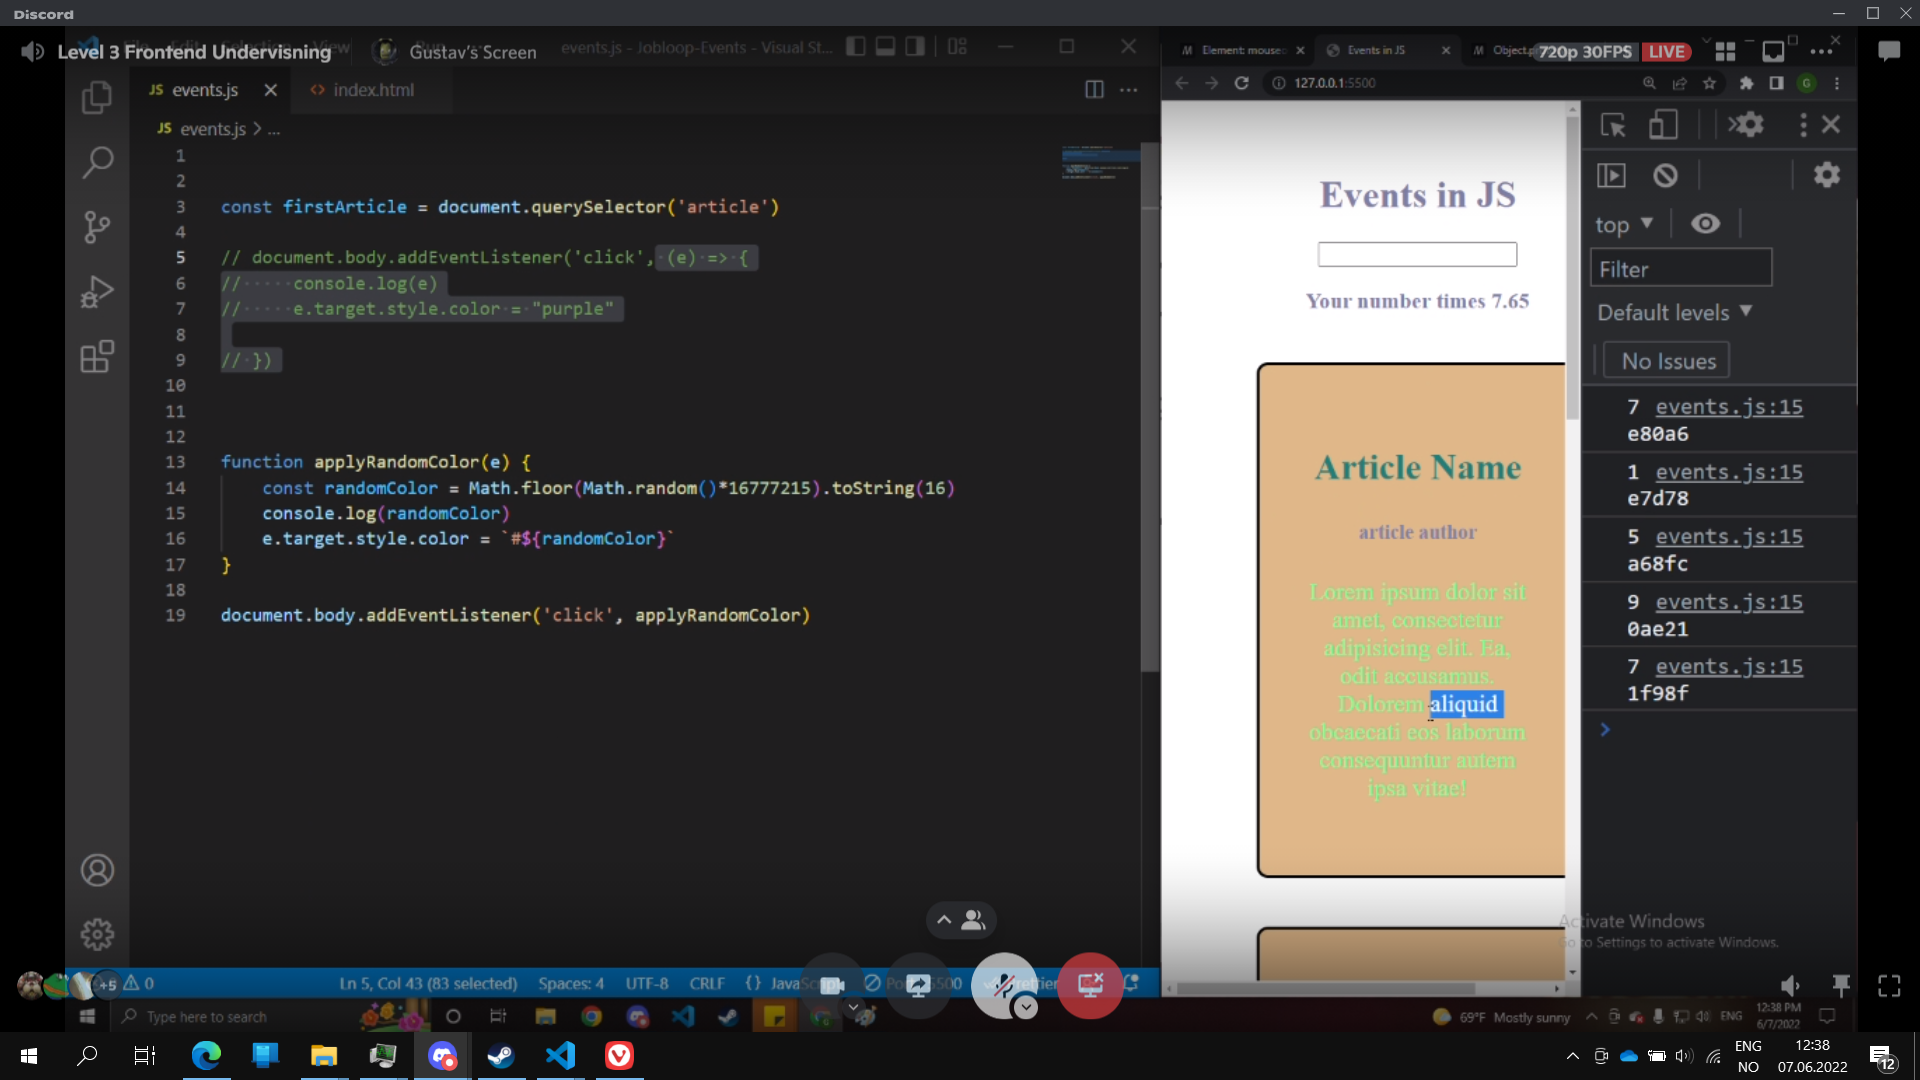 Discord
Level 3 Frontend Undervisning
Gustav's Screen
events.js - Jobloop-Events - Visual St...
JS events.js
<> index.html
JS events.js > ...
1
2
3 const firstArticle = document.querySelector('article')
4
5 // document.body.addEventListener('click', (e) => {
6 //     console.log(e)
7 //     e.target.style.color = "purple"
8
9 // })
10
11
12
13 function applyRandomColor(e) {
14     const randomColor = Math.floor(Math.random()*16777215).toString(16)
15     console.log(randomColor)
16     e.target.style.color = `#${randomColor}`
17 }
18
19 document.body.addEventListener('click', applyRandomColor)
+5
0
Ln 5, Col 43 (83 selected)
Spaces: 4
UTF-8
CRLF
{} JavaScript
Type here to search
Element: mouse
Events in JS
Object.p
720p 30FPS
LIVE
127.0.0.1:5500
Events in JS
Your number times 7.65
Article Name
article author
Lorem ipsum dolor sit
amet, consectetur
adipisicing elit. Ea,
odit accusamus.
Dolorem aliquid
obcaecati eos laborum
consequuntur autem
ipsa vitae!
top
Filter
Default levels
No Issues
7 events.js:15
e80a6
1 events.js:15
e7d78
5 events.js:15
a68fc
9 events.js:15
0ae21
7 events.js:15
1f98f
Activate Windows
Go to Settings to activate Windows.
69°F Mostly sunny
ENG
12:38 PM
6/7/2022
ENG
NO
12:38
07.06.2022
12